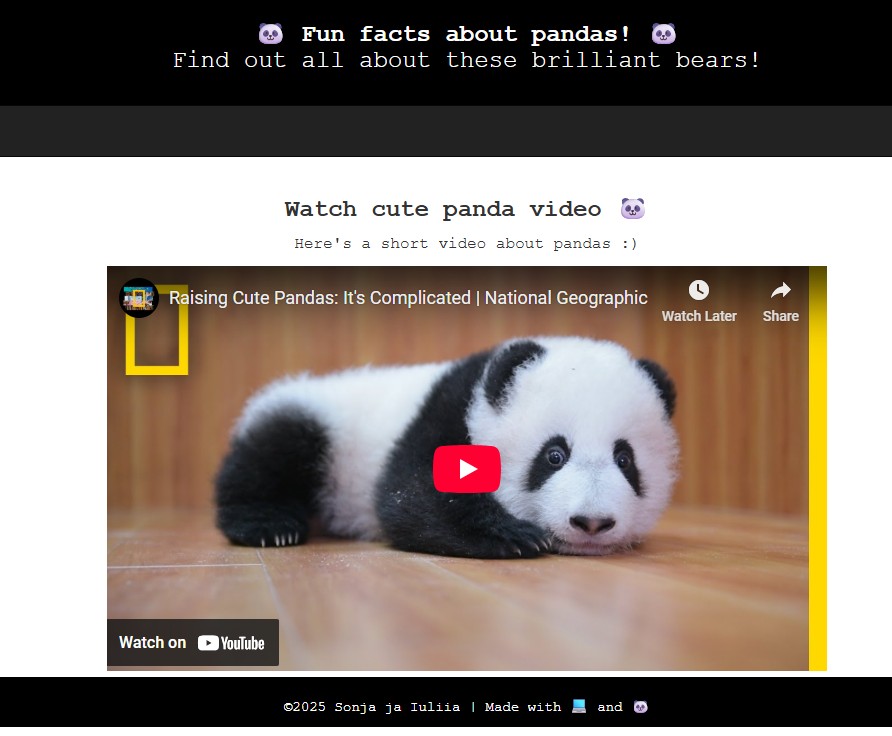 🐼 Fun facts about pandas! 🐼
Find out all about these brilliant bears!
Watch cute panda video 🐼
Here's a short video about pandas :)
Raising Cute Pandas: It's Complicated | National Geographic
Watch Later
Share
Watch on YouTube
©2025 Sonja ja Iuliia | Made with 💻 and 🐼